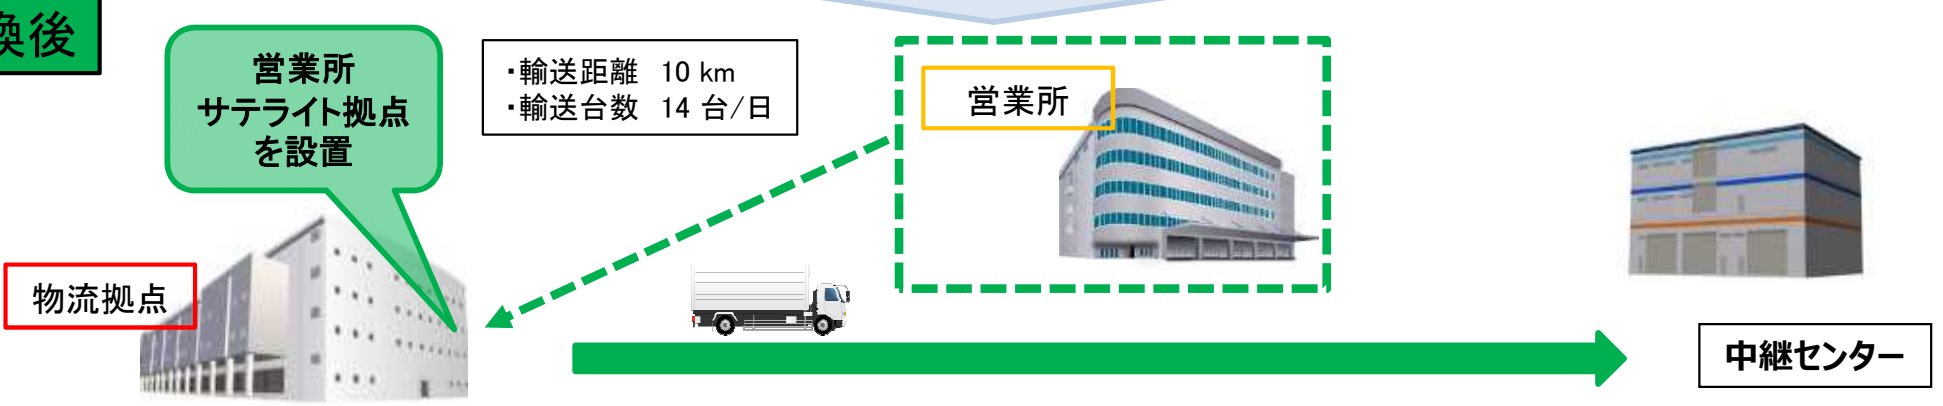 換後
営業所
サテライト拠点
を設置
・輸送距離 10 km
・輸送台数 14 台/日
営業所
物流拠点
中継センター